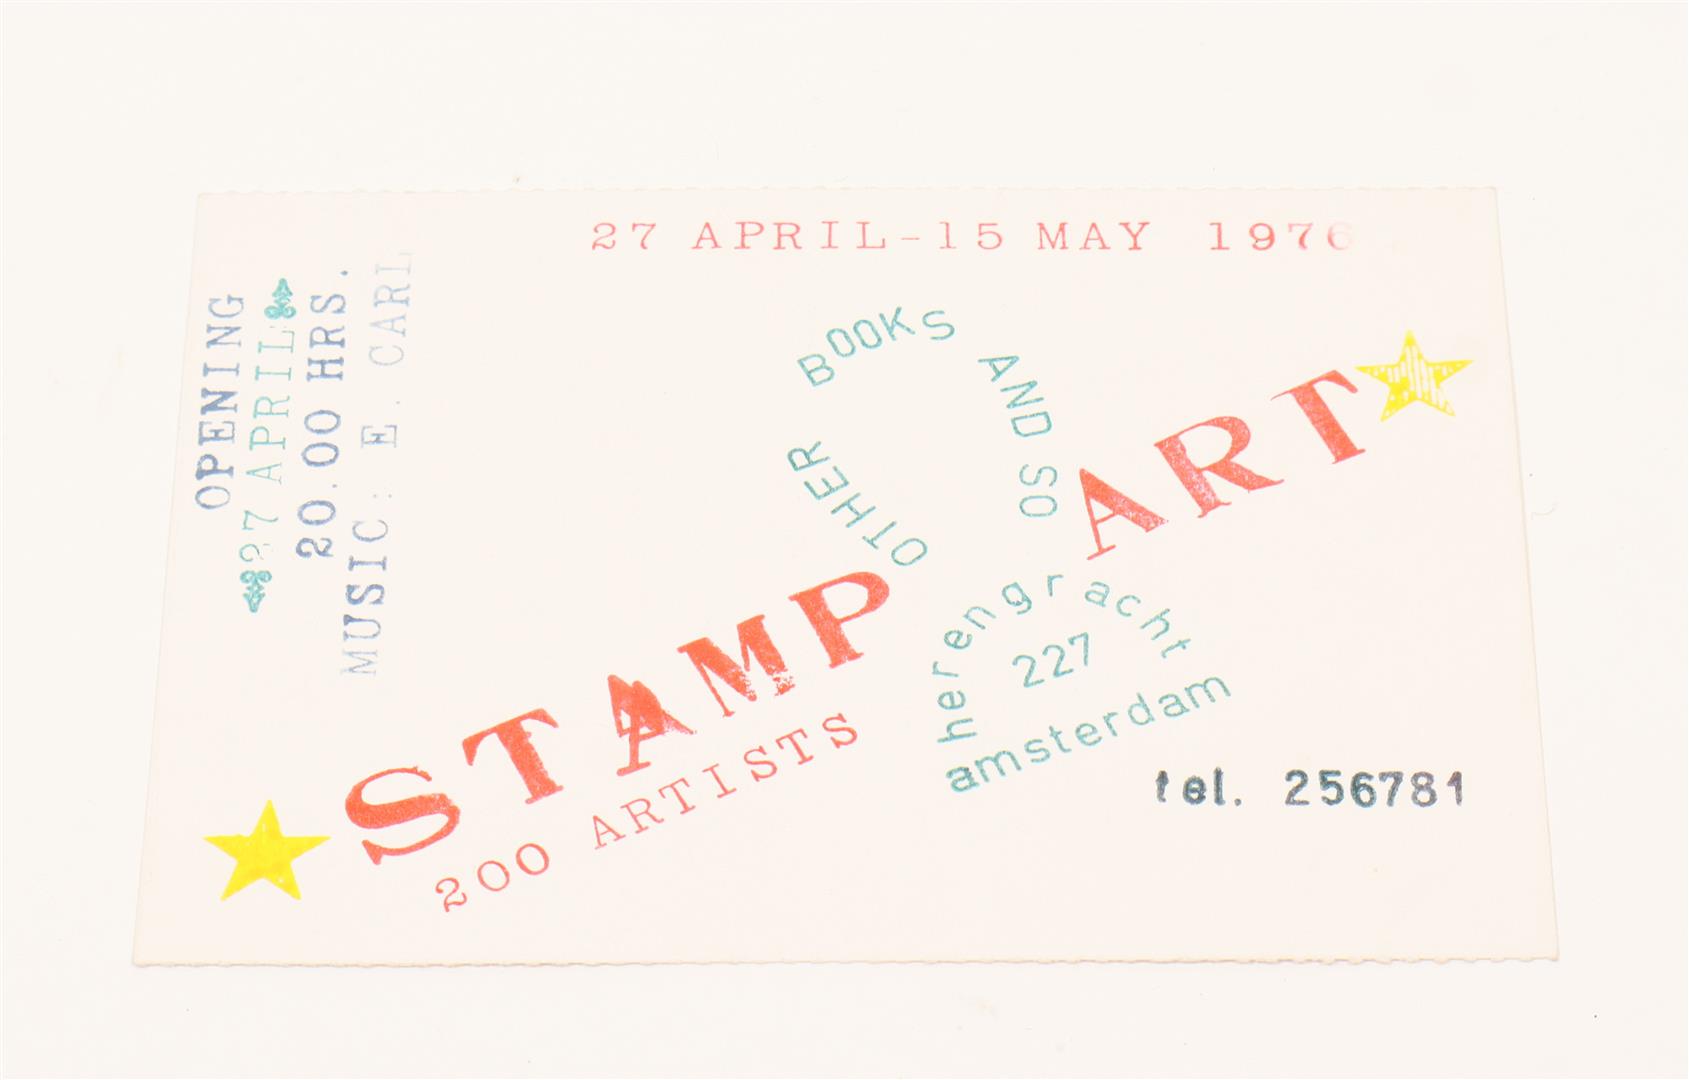 27 APRIL-15 MAY 1976
OPENING
27 APRIL
20.00 HRS.
MUSIC: E. CARL
OTHER BOOKS AND SO
STAMP ART
200 ARTISTS
herengracht
227
amsterdam
tel. 256781